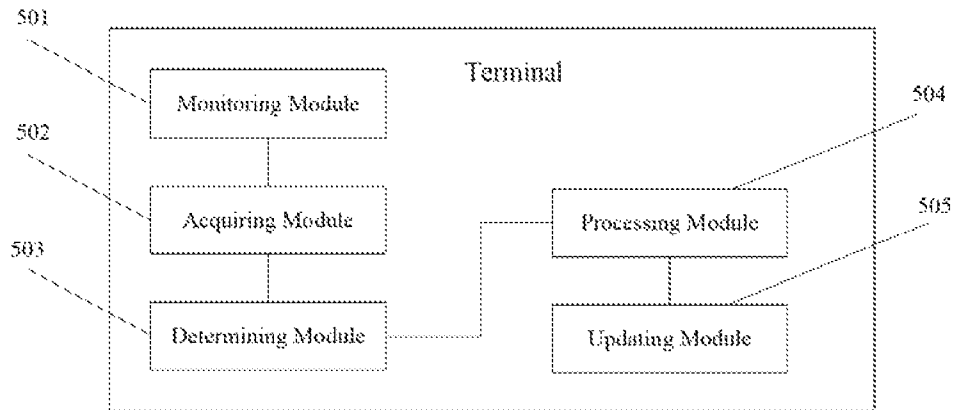 501
Terminal
Monitoring Module
504
502
Acquiring Module
Processing Module
505
503
Determining Module
Updating Module